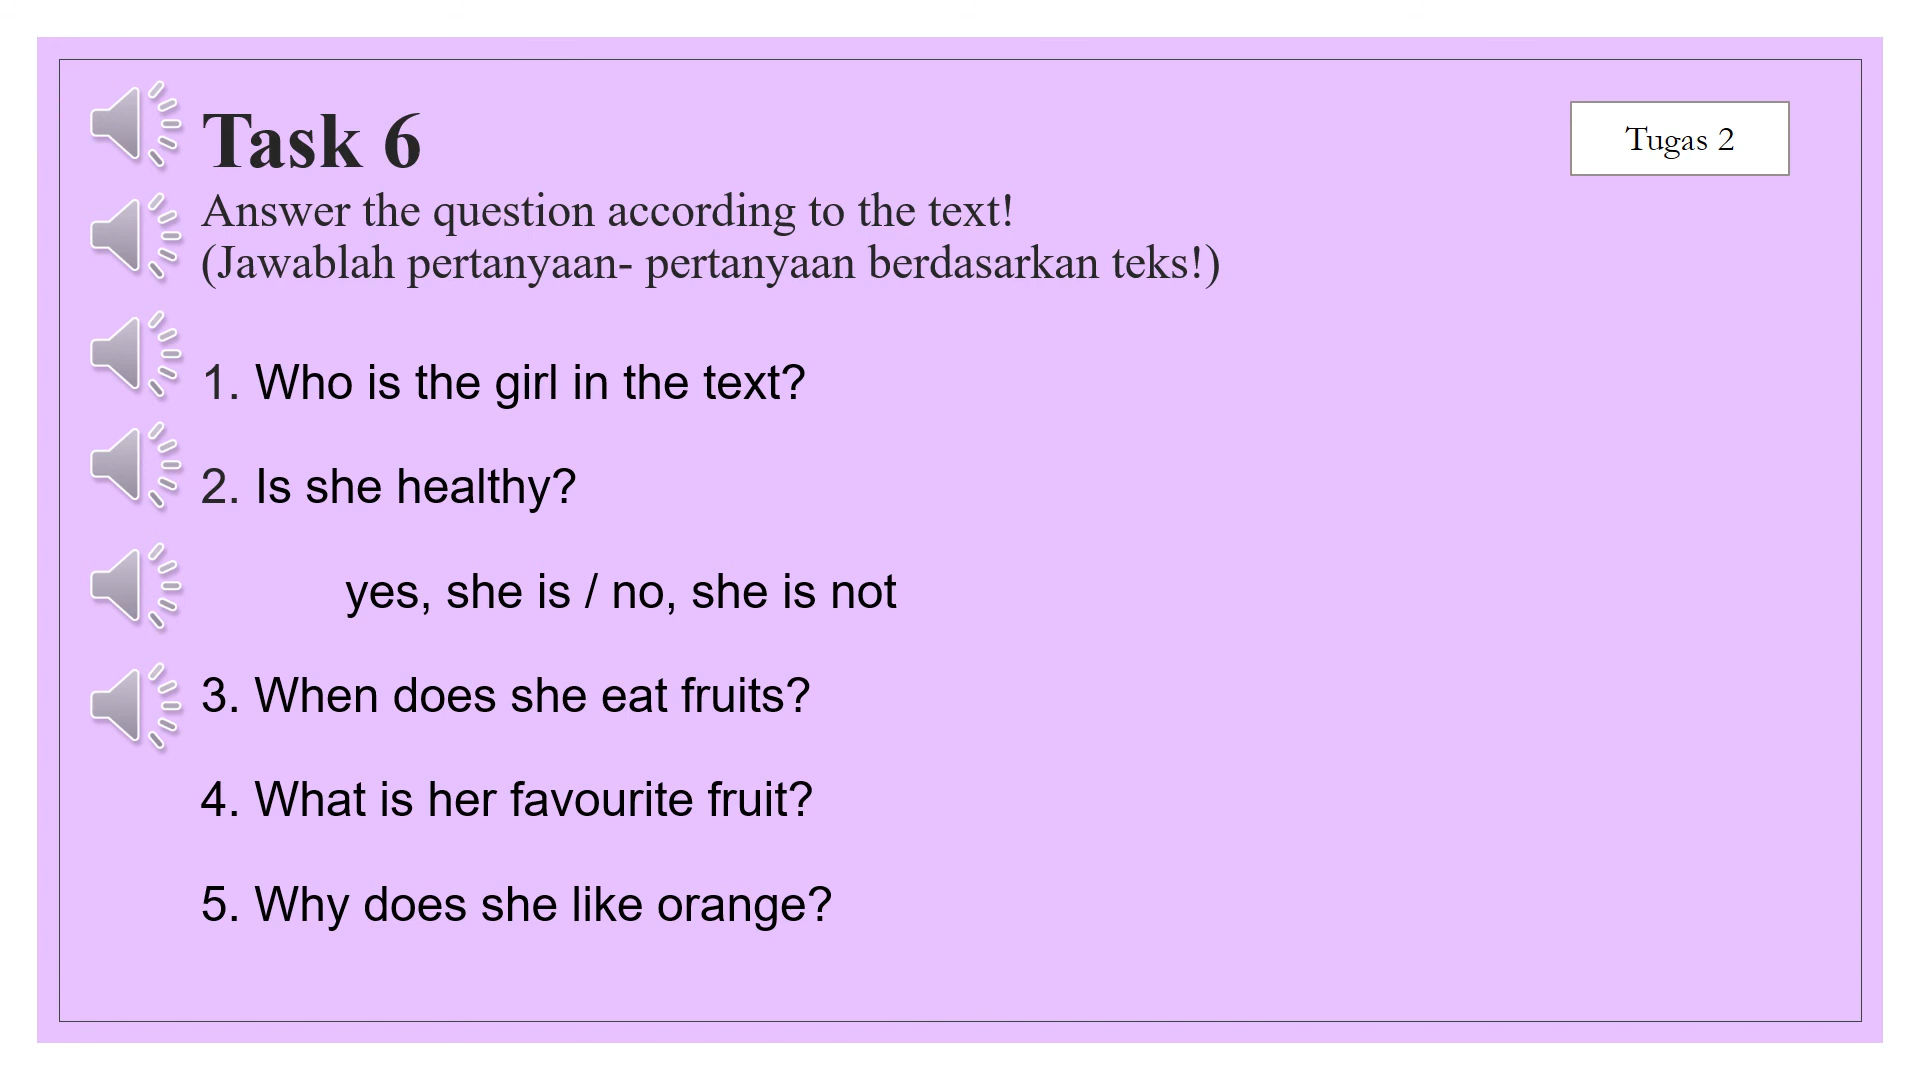 Task 6
Tugas 2
Answer the question according to the text!
(Jawablah pertanyaan- pertanyaan berdasarkan teks!)
1. Who is the girl in the text?
2. Is she healthy?
yes, she is / no, she is not
3. When does she eat fruits?
4. What is her favourite fruit?
5. Why does she like orange?